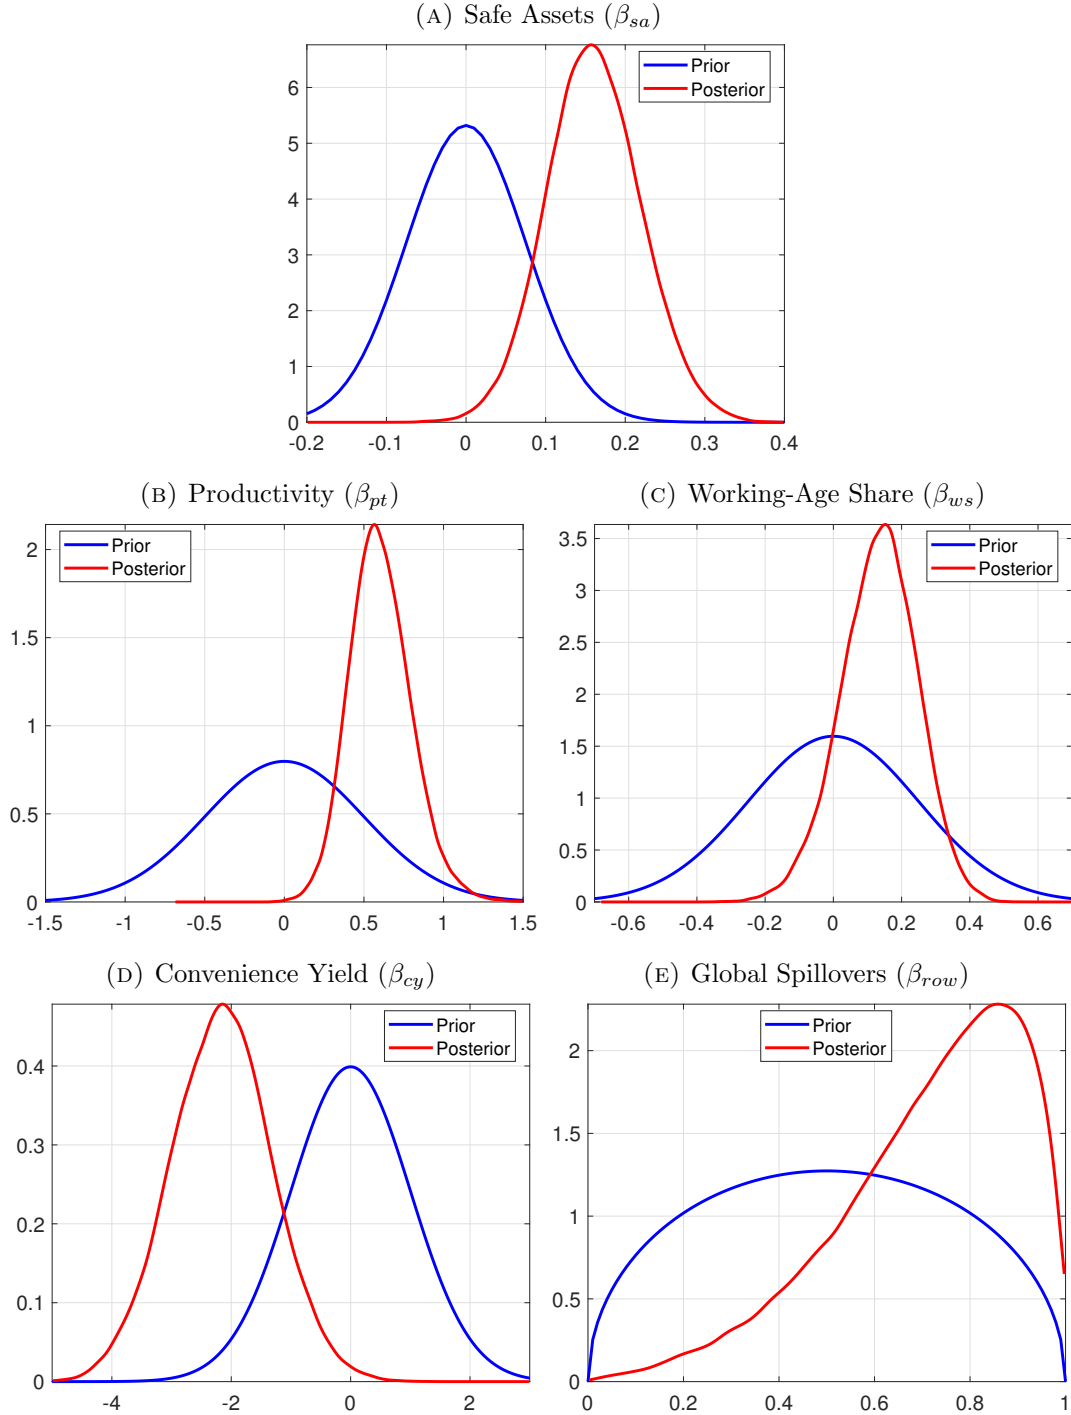 (A) Safe Assets (βsa)
Prior
Posterior
6
5
4
3
2
1
0
-0.2 -0.1 0 0.1 0.2 0.3 0.4
(B) Productivity (βpt)
Prior
Posterior
2
1.5
1
0.5
0
-1.5 -1 -0.5 0 0.5 1 1.5
(C) Working-Age Share (βws)
Prior
Posterior
3.5
3
2.5
2
1.5
1
0.5
0
-0.6 -0.4 -0.2 0 0.2 0.4 0.6
(D) Convenience Yield (βcy)
Prior
Posterior
0.4
0.3
0.2
0.1
0
-4 -2 0 2
(E) Global Spillovers (βrow)
Prior
Posterior
2
1.5
1
0.5
0
0 0.2 0.4 0.6 0.8 1